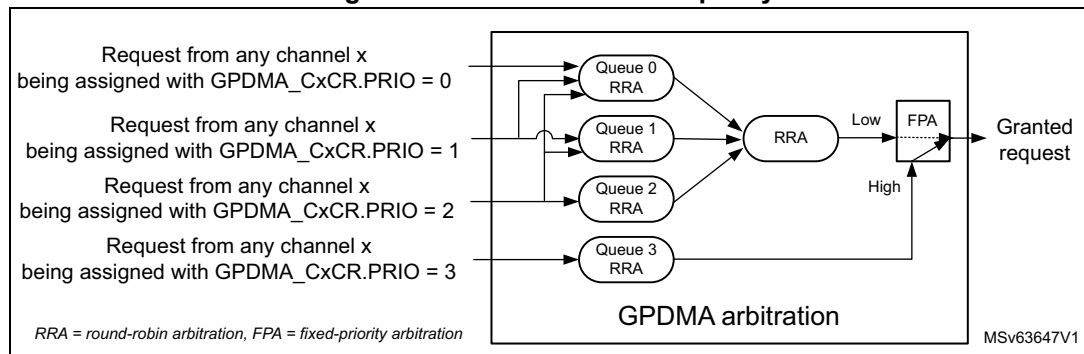 Request from any channel x
being assigned with GPDMA_CxCR.PRIO = 0
Request from any channel x
being assigned with GPDMA_CxCR.PRIO = 1
Request from any channel x
being assigned with GPDMA_CxCR.PRIO = 2
Request from any channel x
being assigned with GPDMA_CxCR.PRIO = 3
Queue 0
RRA
Queue 1
RRA
Queue 2
RRA
Queue 3
RRA
RRA
Low
High
FPA
Granted
request
GPDMA arbitration
RRA = round-robin arbitration, FPA = fixed-priority arbitration
MSv63647V1